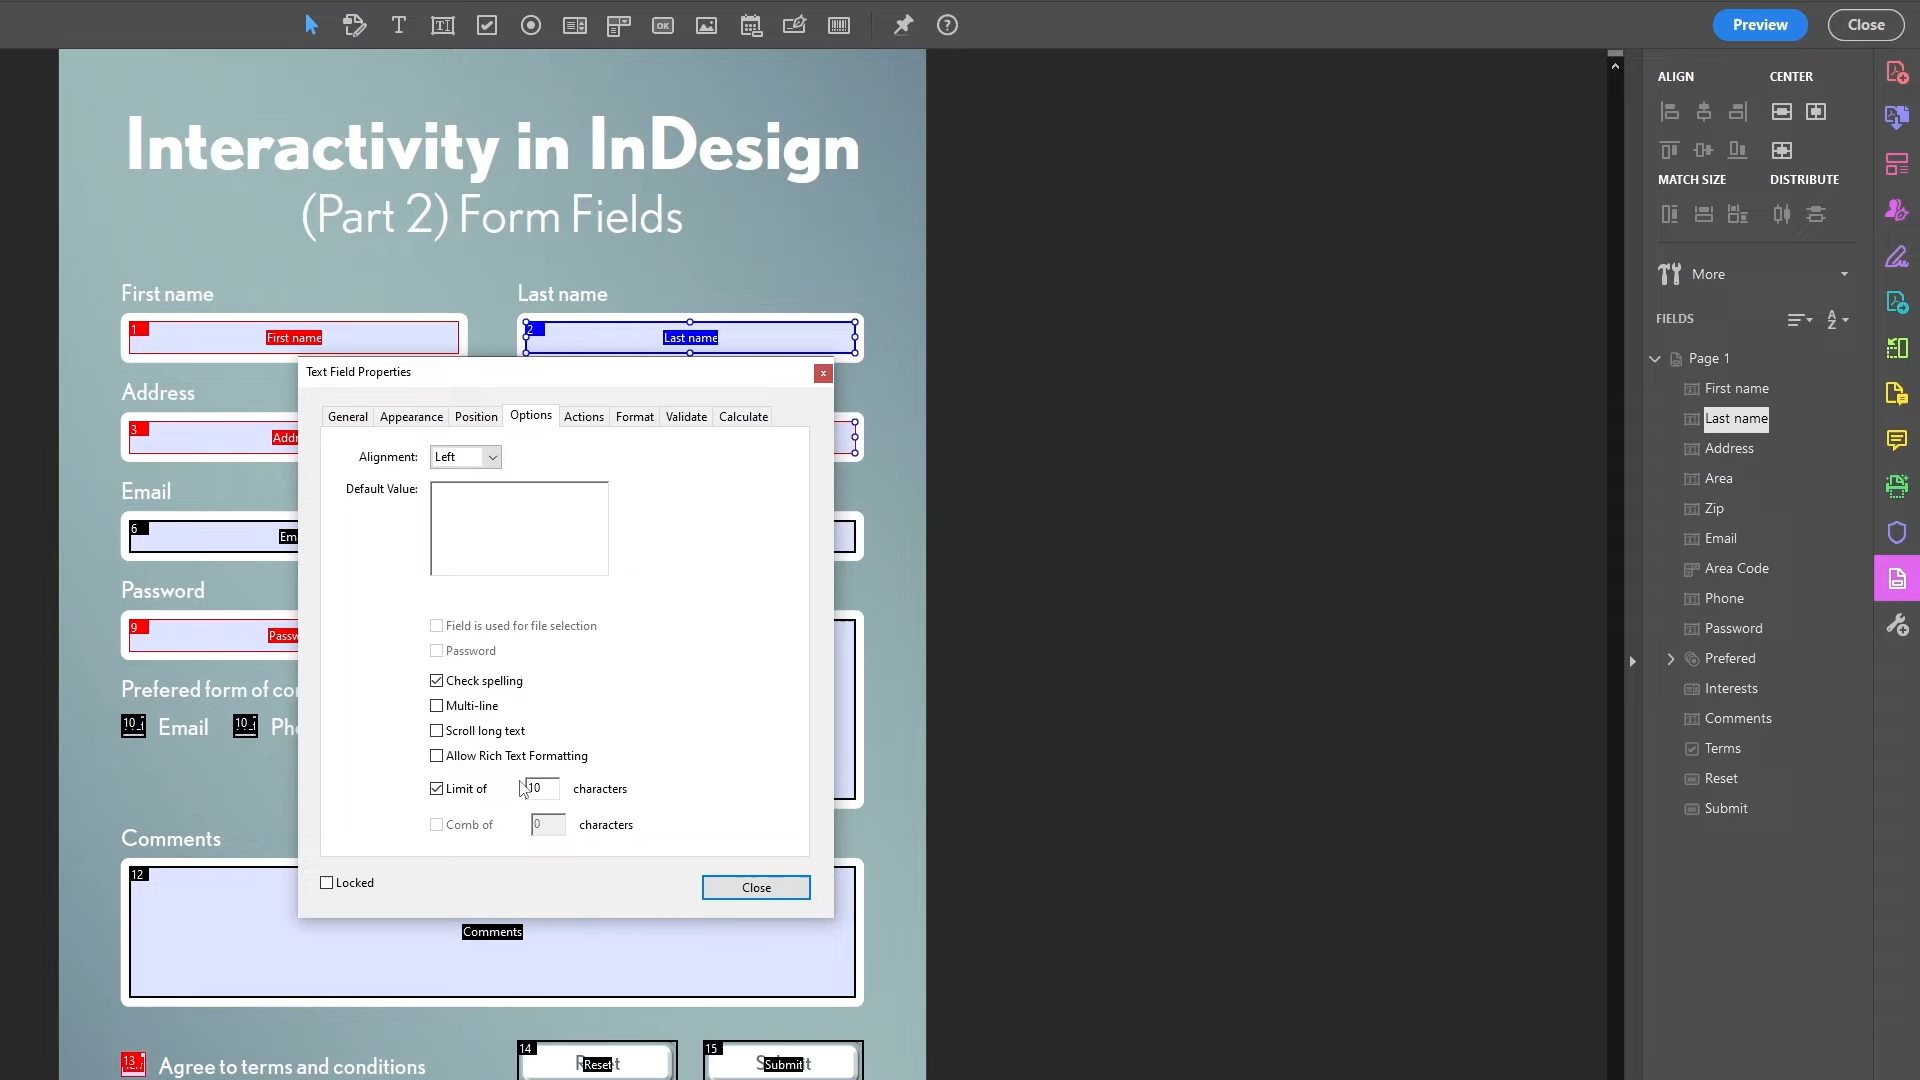 OK
Preview
Close
Interactivity in InDesign
(Part 2) Form Fields
First name
Last name
1
First name
2
Last name
Text Field Properties
x
General
Appearance
Position
Options
Actions
Format
Validate
Calculate
Alignment:
Left
Default Value:
Field is used for file selection
Password
Check spelling
Multi-line
Scroll long text
Allow Rich Text Formatting
Limit of
10
characters
Comb of
0
characters
Locked
Close
Address
3
Email
6
Password
9
Prefered form of
10
Email
10
Comments
12
Comments
13
Agree to terms and conditions
14
Reset
15
Submit
ALIGN
CENTER
MATCH SIZE
DISTRIBUTE
More
FIELDS
Page 1
First name
Last name
Address
Area
Zip
Email
Area Code
Phone
Password
Prefered
Interests
Comments
Terms
Reset
Submit